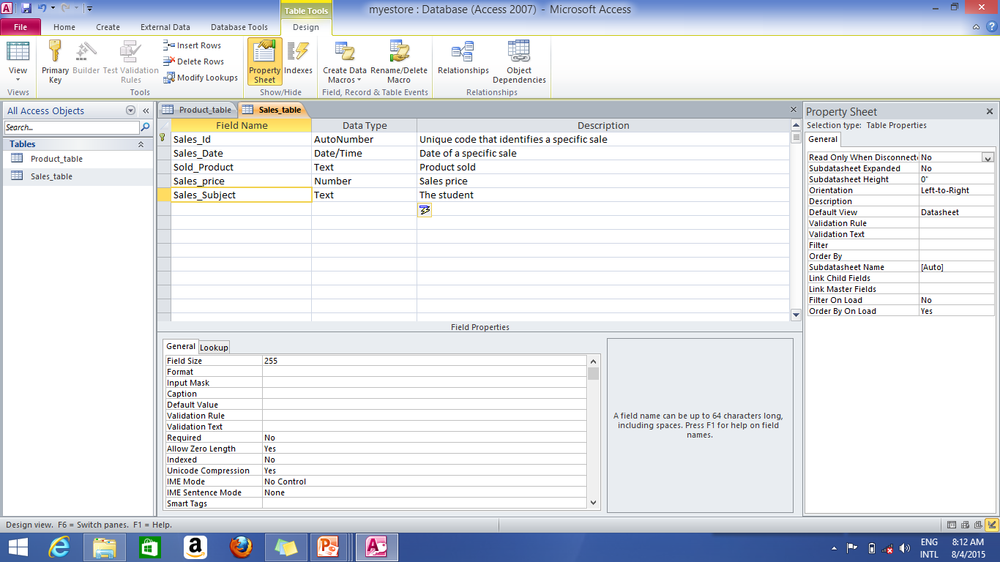 Table Tools
myestore : Database (Access 2007) - Microsoft Access
File Home Create External Data Database Tools Design
View
Primary Key
Builder
Test Validation Rules
Insert Rows
Delete Rows
Modify Lookups
Property Sheet
Indexes
Create Data Macros
Rename/Delete Macro
Relationships
Object Dependencies
Views Tools Show/Hide Field, Record & Table Events Relationships
All Access Objects
Search...
Tables
Product_table
Sales_table
Product_table Sales_table
Field Name Data Type Description
Sales_Id AutoNumber Unique code that identifies a specific sale
Sales_Date Date/Time Date of a specific sale
Sold_Product Text Product sold
Sales_price Number Sales price
Sales_Subject Text The student
Field Properties
General Lookup
Field Size 255
Format
Input Mask
Caption
Default Value
Validation Rule
Validation Text
Required No
Allow Zero Length Yes
Indexed No
Unicode Compression Yes
IME Mode No Control
IME Sentence Mode None
Smart Tags
A field name can be up to 64 characters long,
including spaces. Press F1 for help on field
names.
Property Sheet
Selection type: Table Properties
General
Read Only When Disconnecte No
Subdatasheet Expanded No
Subdatasheet Height 0"
Orientation Left-to-Right
Description
Default View Datasheet
Validation Rule
Validation Text
Filter
Order By
Subdatasheet Name [Auto]
Link Child Fields
Link Master Fields
Filter On Load No
Order By On Load Yes
Design view. F6 = Switch panes. F1 = Help.
ENG
INTL
8:12 AM
8/4/2015